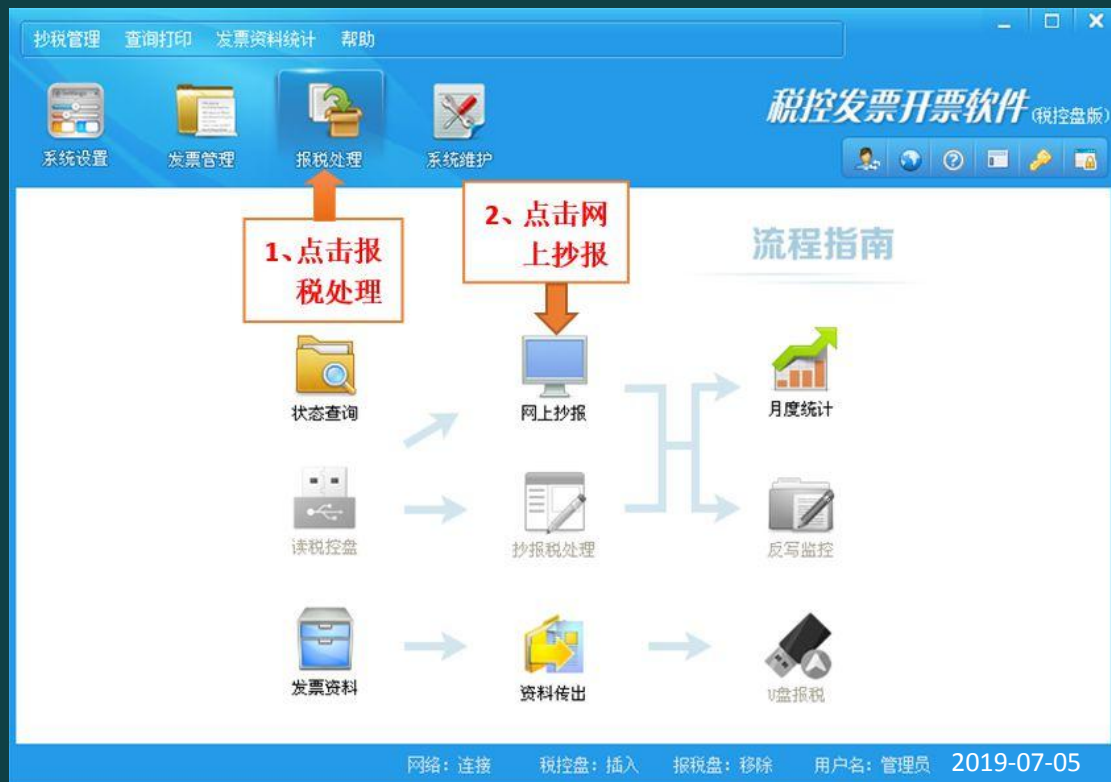 抄税管理 查询打印 发票资料统计 帮助
税控发票开票软件(税控盘版)
系统设置 发票管理 报税处理 系统维护
1、点击报
税处理
2、点击网
上抄报
流程指南
状态查询 网上抄报 月度统计
读税控盘 抄报税处理 反写监控
发票资料 资料传出 U盘报税
网络: 连接 税控盘: 插入 报税盘: 移除 用户名: 管理员 2019-07-05